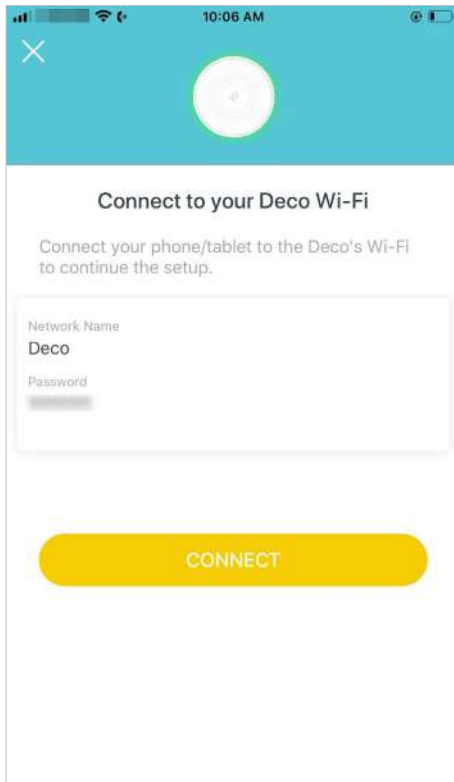 10:06 AM
Connect to your Deco Wi-Fi
Connect your phone/tablet to the Deco's Wi-Fi
to continue the setup.
Network Name
Deco
Password
CONNECT